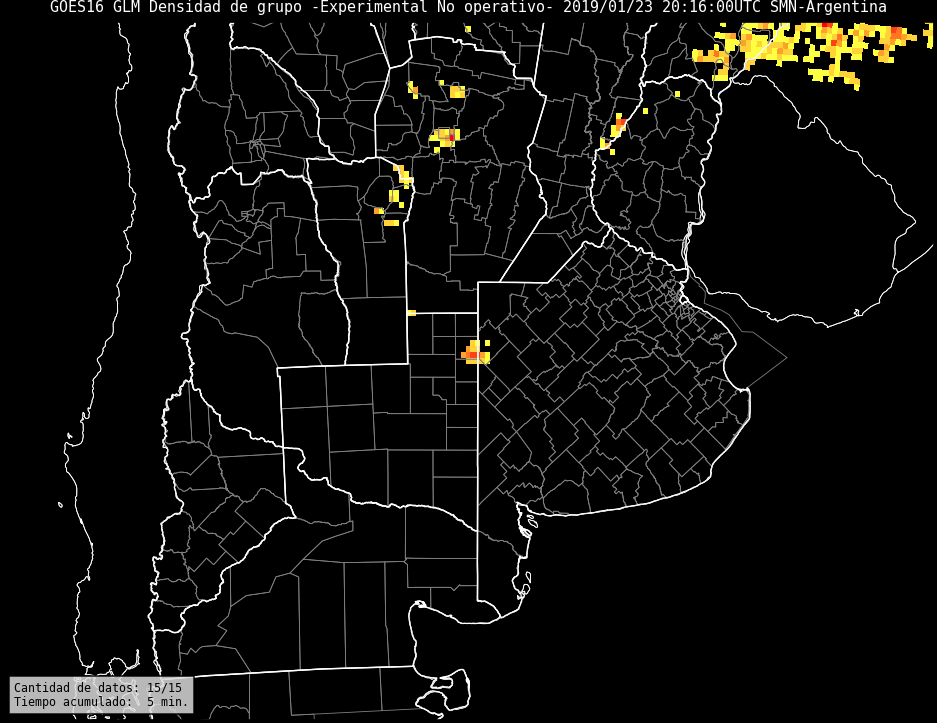 GOES16 GLM Densidad de grupo -Experimental No operativo- 2019/01/23 20:16:00UTC SMN-Argentina
Cantidad de datos: 15/15
Tiempo acumulado:  5 min.